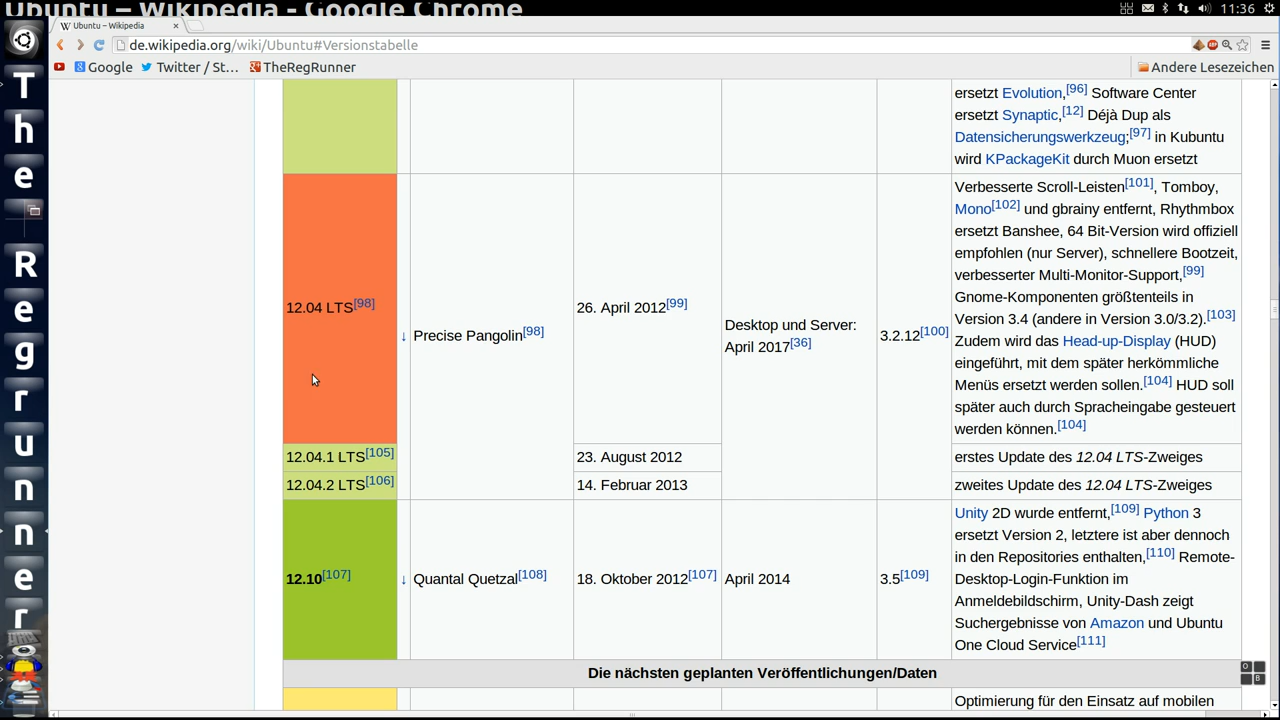 Ubuntu – Wikipedia - Google Chrome
11:36
Ubuntu – Wikipedia
de.wikipedia.org/wiki/Ubuntu#Versionstabelle
Google
Twitter / St...
TheRegRunner
Andere Lesezeichen
T
h
e
R
e
g
r
u
n
n
e
r
ersetzt Evolution,[96] Software Center
ersetzt Synaptic,[12] Déjà Dup als
Datensicherungswerkzeug;[97] in Kubuntu
wird KPackageKit durch Muon ersetzt
12.04 LTS[98]
↓ Precise Pangolin[98]
26. April 2012[99]
Desktop und Server:
April 2017[36]
3.2.12[100]
Verbesserte Scroll-Leisten[101], Tomboy,
Mono[102] und gbrainy entfernt, Rhythmbox
ersetzt Banshee, 64 Bit-Version wird offiziell
empfohlen (nur Server), schnellere Bootzeit,
verbesserter Multi-Monitor-Support,[99]
Gnome-Komponenten größtenteils in
Version 3.4 (andere in Version 3.0/3.2).[103]
Zudem wird das Head-up-Display (HUD)
eingeführt, mit dem später herkömmliche
Menüs ersetzt werden sollen.[104] HUD soll
später auch durch Spracheingabe gesteuert
werden können.[104]
12.04.1 LTS[105]
23. August 2012
erstes Update des 12.04 LTS-Zweiges
12.04.2 LTS[106]
14. Februar 2013
zweites Update des 12.04 LTS-Zweiges
12.10[107]
↓ Quantal Quetzal[108]
18. Oktober 2012[107]
April 2014
3.5[109]
Unity 2D wurde entfernt,[109] Python 3
ersetzt Version 2, letztere ist aber dennoch
in den Repositories enthalten,[110] Remote-
Desktop-Login-Funktion im
Anmeldebildschirm, Unity-Dash zeigt
Suchergebnisse von Amazon und Ubuntu
One Cloud Service[111]
Die nächsten geplanten Veröffentlichungen/Daten
Optimierung für den Einsatz auf mobilen